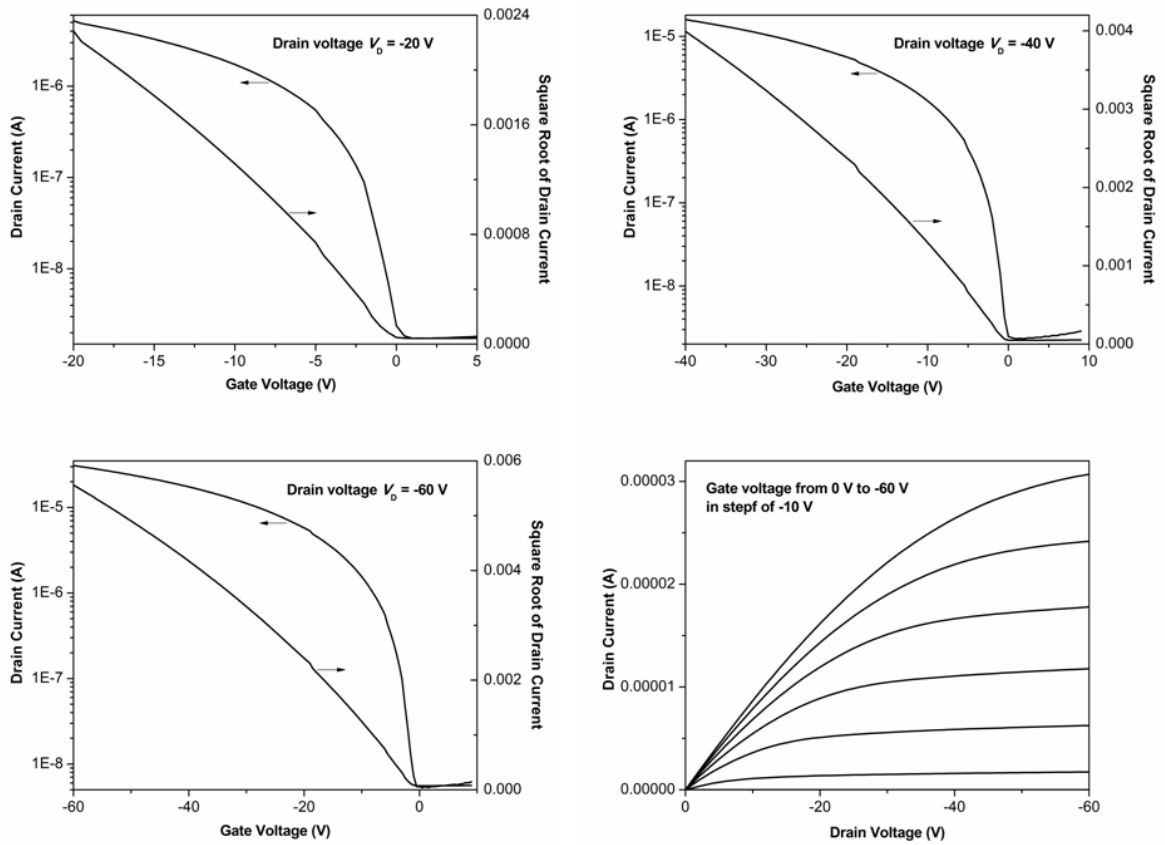 Drain voltage V_D = -20 V
1E-6
1E-7
1E-8
Drain Current (A)
0.0024
0.0016
0.0008
0.0000
Square Root of Drain Current
-20 -15 -10 -5 0 5
Gate Voltage (V)
Drain voltage V_D = -40 V
1E-5
1E-6
1E-7
1E-8
Drain Current (A)
0.004
0.003
0.002
0.001
0.000
Square Root of Drain Current
-40 -30 -20 -10 0 10
Gate Voltage (V)
Drain voltage V_D = -60 V
1E-5
1E-6
1E-7
1E-8
Drain Current (A)
0.006
0.004
0.002
0.000
Square Root of Drain Current
-60 -40 -20 0
Gate Voltage (V)
Gate voltage from 0 V to -60 V
in stepf of -10 V
0.00003
0.00002
0.00001
0.00000
Drain Current (A)
0 -20 -40 -60
Drain Voltage (V)